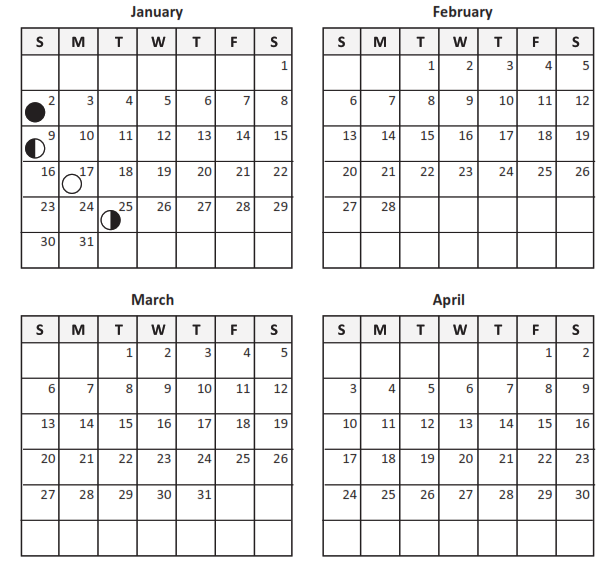 January
S M T W T F S
1
2 3 4 5 6 7 8
9 10 11 12 13 14 15
16 17 18 19 20 21 22
23 24 25 26 27 28 29
30 31
February
S M T W T F S
1 2 3 4 5
6 7 8 9 10 11 12
13 14 15 16 17 18 19
20 21 22 23 24 25 26
27 28
March
S M T W T F S
1 2 3 4 5
6 7 8 9 10 11 12
13 14 15 16 17 18 19
20 21 22 23 24 25 26
27 28 29 30 31
April
S M T W T F S
1 2
3 4 5 6 7 8 9
10 11 12 13 14 15 16
17 18 19 20 21 22 23
24 25 26 27 28 29 30